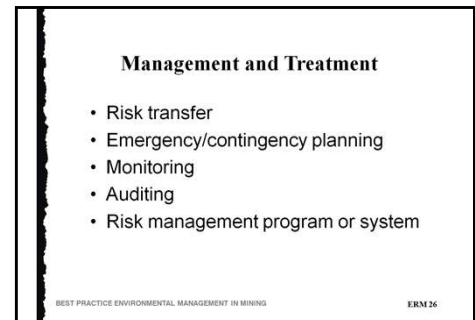 Management and Treatment
• Risk transfer
• Emergency/contingency planning
• Monitoring
• Auditing
• Risk management program or system
BEST PRACTICE ENVIRONMENTAL MANAGEMENT IN MINING ERM 26